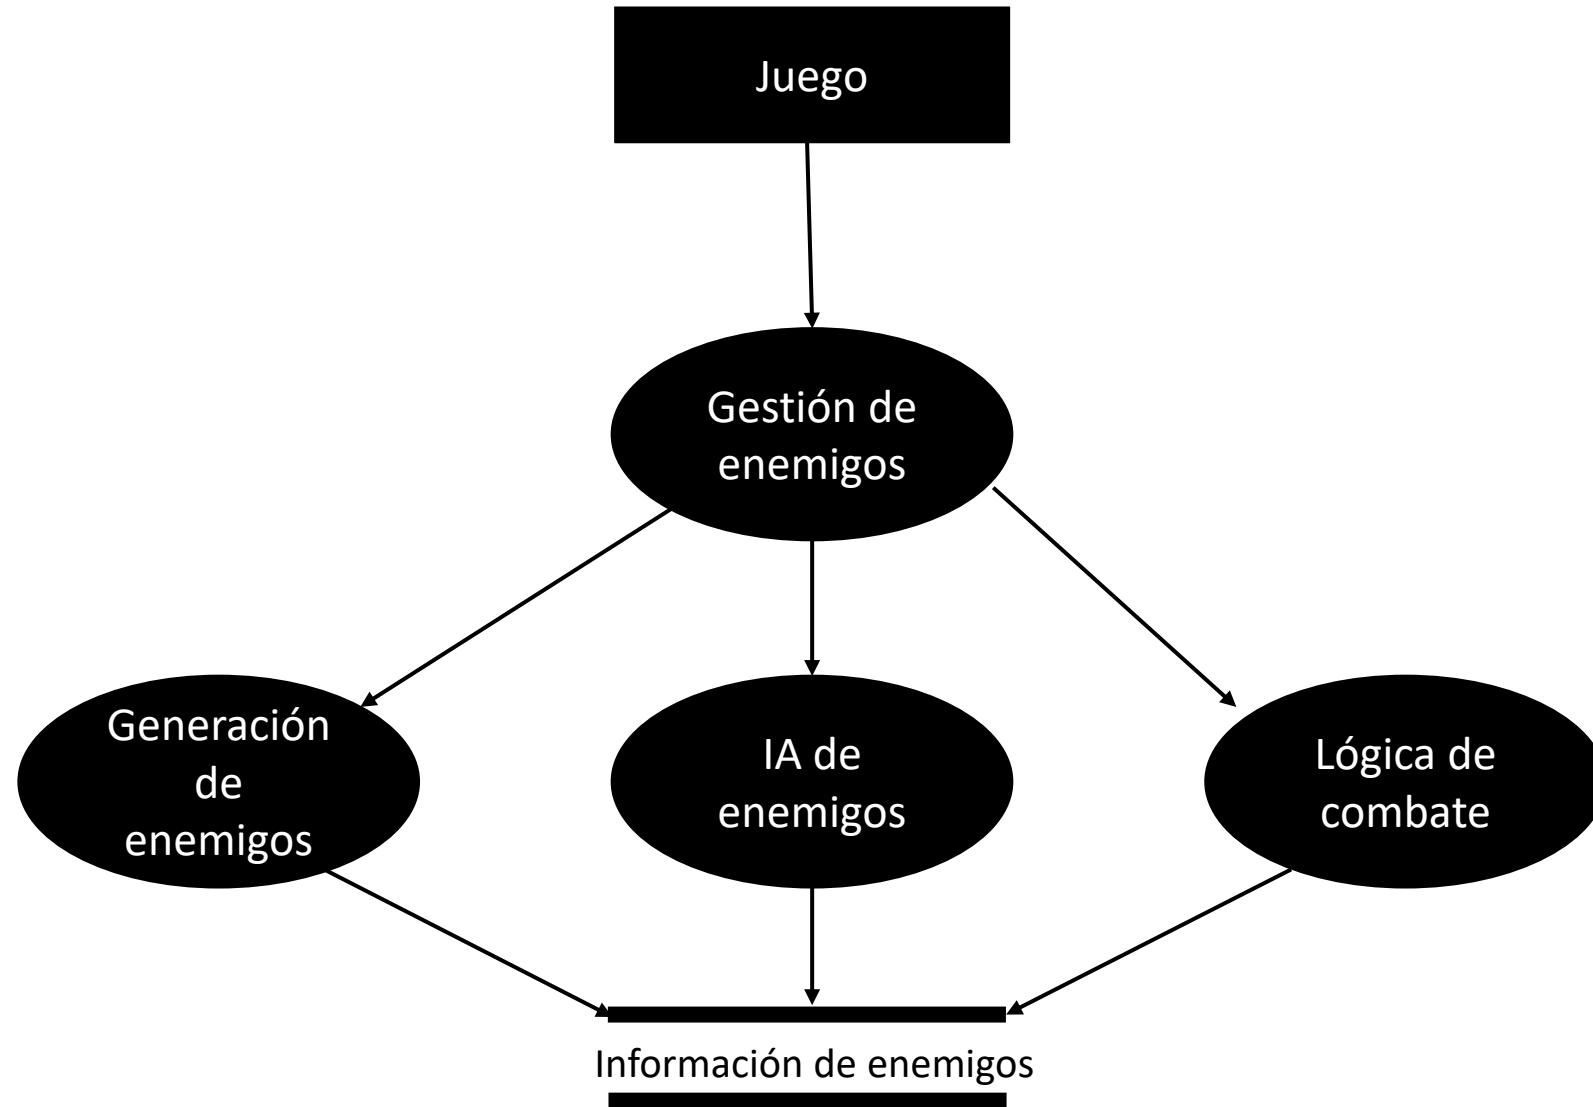 Juego
Gestión de
enemigos
Generación
de
enemigos
IA de
enemigos
Lógica de
combate
Información de enemigos